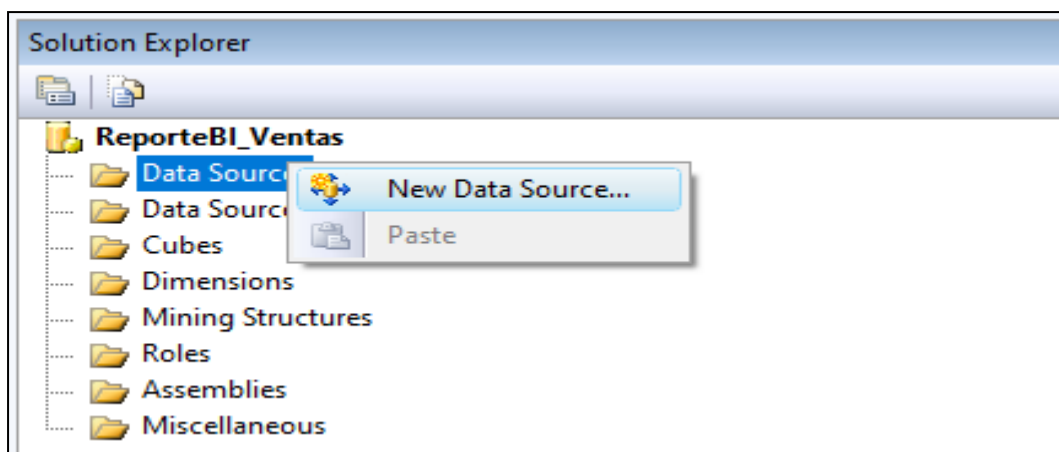 Solution Explorer
ReporteBI_Ventas
Data Sourc
New Data Source...
Data Sourc
Paste
Cubes
Dimensions
Mining Structures
Roles
Assemblies
Miscellaneous